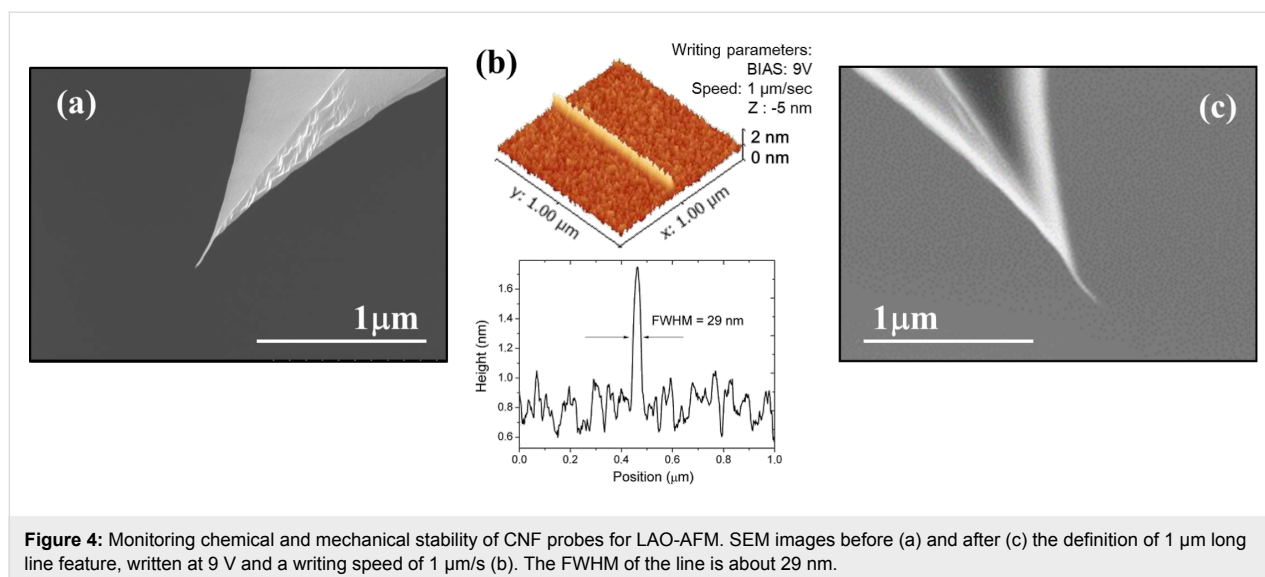 (a)
1μm
(b)
Writing parameters:
BIAS: 9V
Speed: 1 μm/sec
Z : -5 nm
2 nm
0 nm
y: 1.00 μm
x: 1.00 μm
Height (nm)
1.6
1.4
1.2
1.0
0.8
0.6
FWHM = 29 nm
0.0 0.2 0.4 0.6 0.8 1.0
Position (μm)
(c)
1μm
Figure 4: Monitoring chemical and mechanical stability of CNF probes for LAO-AFM. SEM images before (a) and after (c) the definition of 1 μm long
line feature, written at 9 V and a writing speed of 1 μm/s (b). The FWHM of the line is about 29 nm.